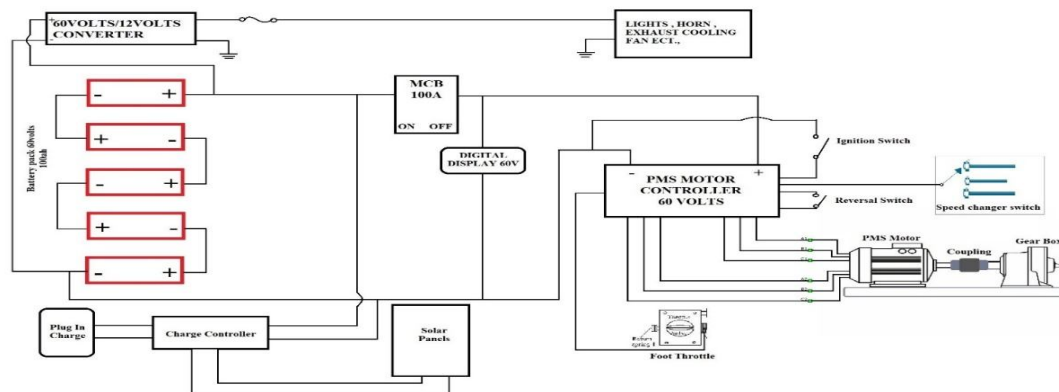 60VOLTS/12VOLTS
CONVERTER
+
-
LIGHTS , HORN ,
EXHAUST COOLING
FAN ECT.,
- +
+ -
- +
+ -
- +
Battery pack 60volts
100ah
MCB
100A
ON OFF
DIGITAL
DISPLAY 60V
Ignition Switch
- +
PMS MOTOR
CONTROLLER
60 VOLTS
Reversal Switch
Speed changer switch
PMS Motor
Coupling
Gear Box
Plug In
Charge
Charge Controller
Solar
Panels
Foot Throttle